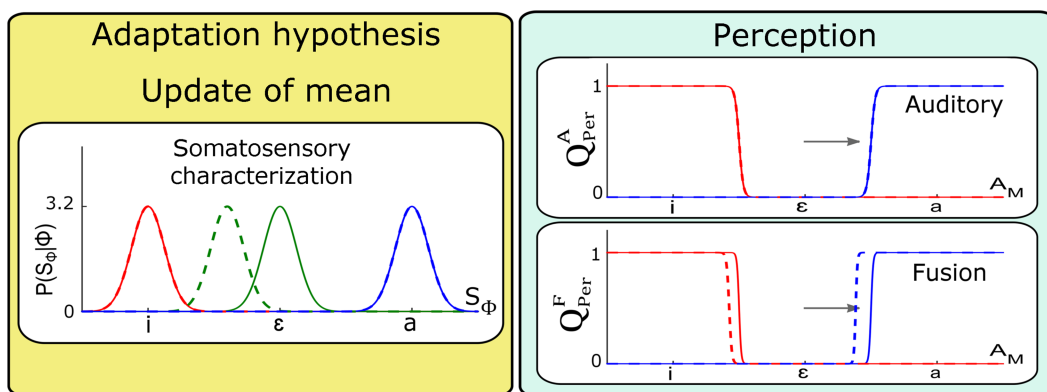 Adaptation hypothesis
Update of mean
Somatosensory
characterization
3.2
P(S_Φ|Φ)
0
i
ε
a
S_Φ
Perception
1
Auditory
Q^A_Per
0
i
ε
a
A_M
1
Fusion
Q^F_Per
0
i
ε
a
A_M